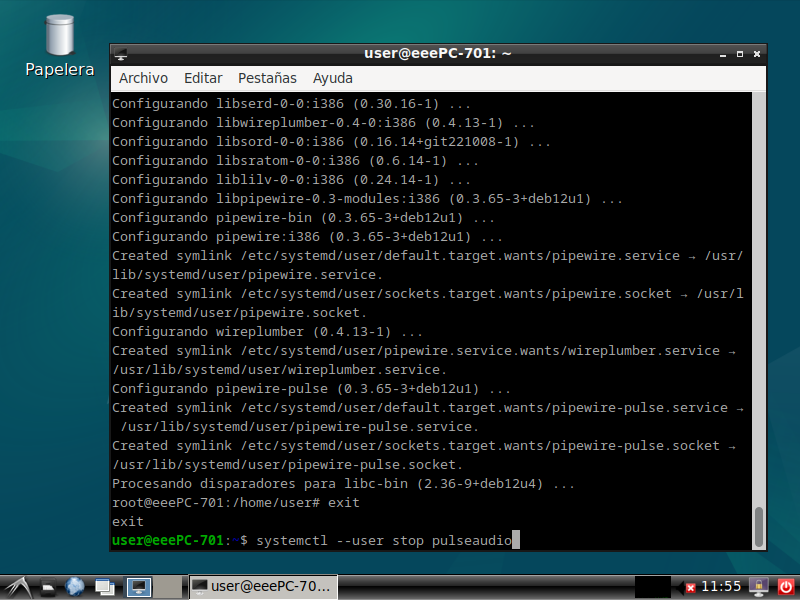 Papelera
user@eeePC-701: ~
Archivo Editar Pestañas Ayuda
Configurando libserd-0-0:i386 (0.30.16-1) ...
Configurando libwireplumber-0.4-0:i386 (0.4.13-1) ...
Configurando libsord-0-0:i386 (0.16.14+git221008-1) ...
Configurando libsratom-0-0:i386 (0.6.14-1) ...
Configurando liblilv-0-0:i386 (0.24.14-1) ...
Configurando libpipewire-0.3-modules:i386 (0.3.65-3+deb12u1) ...
Configurando pipewire-bin (0.3.65-3+deb12u1) ...
Configurando pipewire:i386 (0.3.65-3+deb12u1) ...
Created symlink /etc/systemd/user/default.target.wants/pipewire.service → /usr/
lib/systemd/user/pipewire.service.
Created symlink /etc/systemd/user/sockets.target.wants/pipewire.socket → /usr/l
ib/systemd/user/pipewire.socket.
Configurando wireplumber (0.4.13-1) ...
Created symlink /etc/systemd/user/pipewire.service.wants/wireplumber.service →
/usr/lib/systemd/user/wireplumber.service.
Configurando pipewire-pulse (0.3.65-3+deb12u1) ...
Created symlink /etc/systemd/user/default.target.wants/pipewire-pulse.service →
/usr/lib/systemd/user/pipewire-pulse.service.
Created symlink /etc/systemd/user/sockets.target.wants/pipewire-pulse.socket →
/usr/lib/systemd/user/pipewire-pulse.socket.
Procesando disparadores para libc-bin (2.36-9+deb12u4) ...
root@eeePC-701:/home/user# exit
exit
user@eeePC-701:~$ systemctl --user stop pulseaudio
user@eeePC-70... 11:55